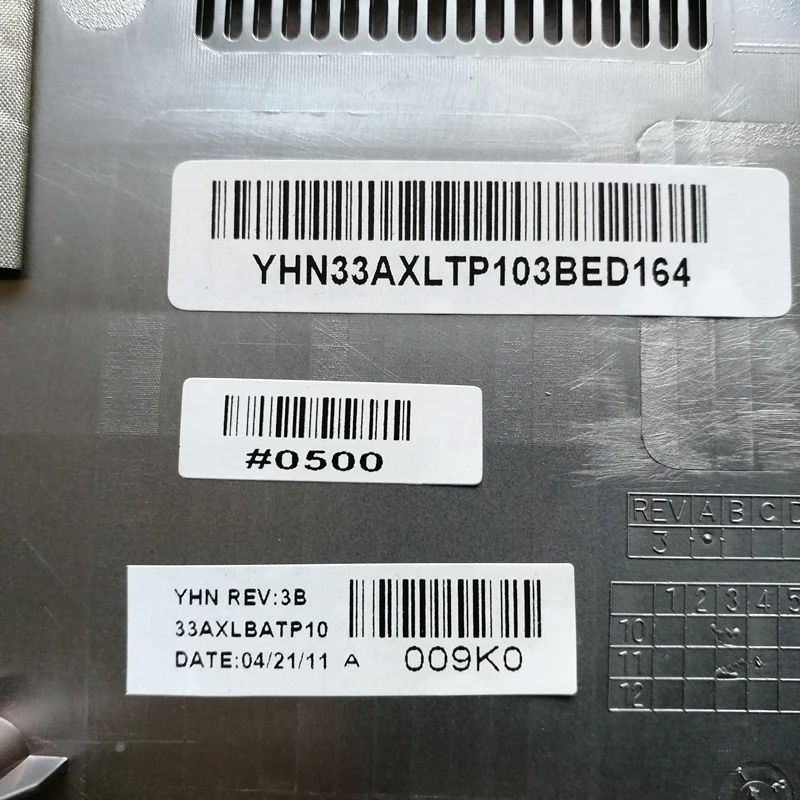 YHN33AXLTP103BED164
#0500
YHN REV:3B
33AXLBATP10
DATE:04/21/11 A
009K0
REV A B C D
3
1 2 3 4 5
10
11
12